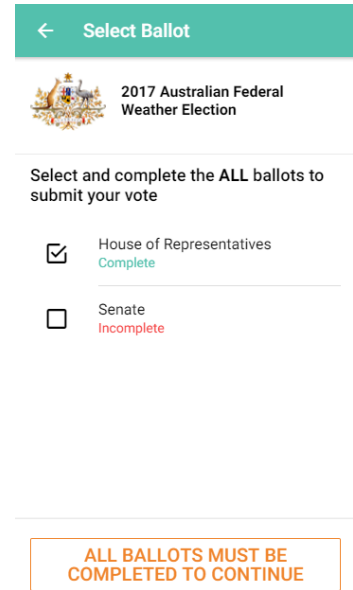 Select Ballot
2017 Australian Federal
Weather Election
Select and complete the ALL ballots to
submit your vote
House of Representatives
Complete
Senate
Incomplete
ALL BALLOTS MUST BE
COMPLETED TO CONTINUE